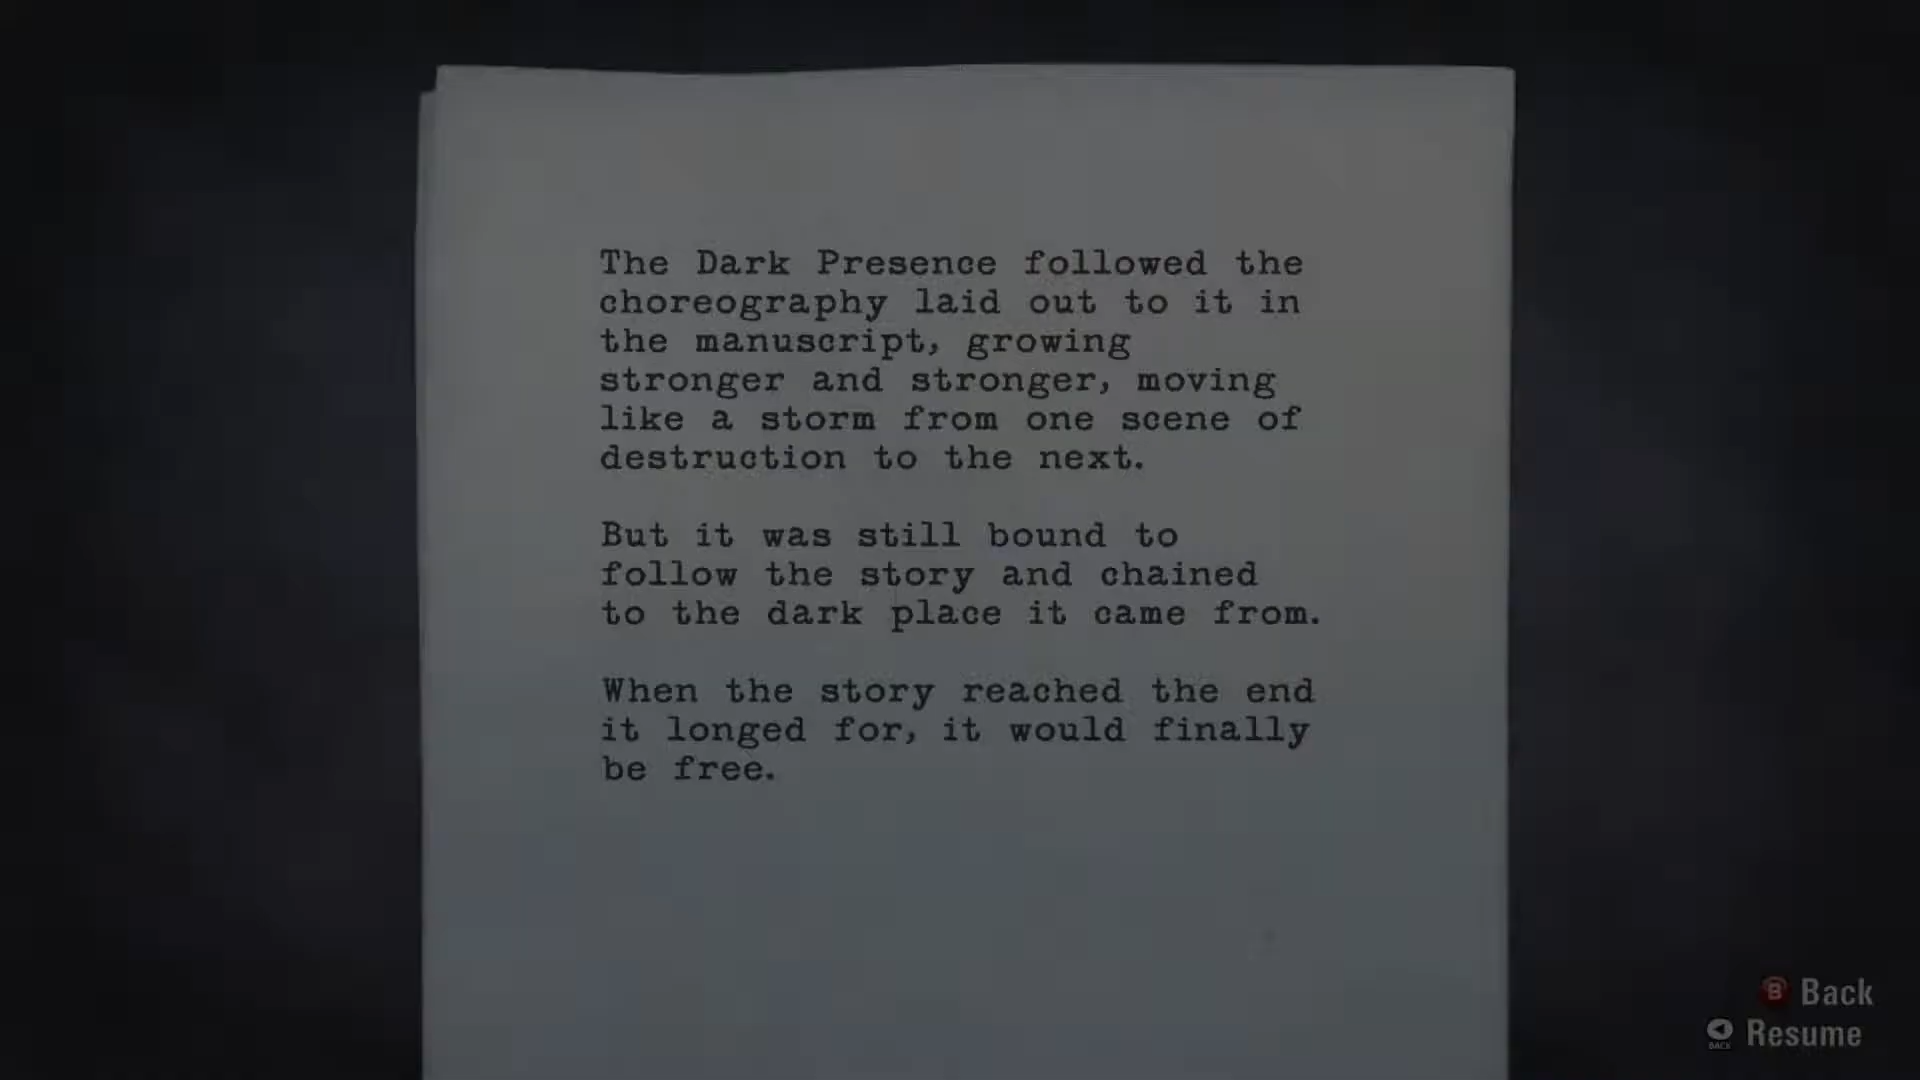 The Dark Presence followed the
choreography laid out to it in
the manuscript, growing
stronger and stronger, moving
like a storm from one scene of
destruction to the next.
But it was still bound to
follow the story and chained
to the dark place it came from.
When the story reached the end
it longed for, it would finally
be free.
B Back
BACK Resume